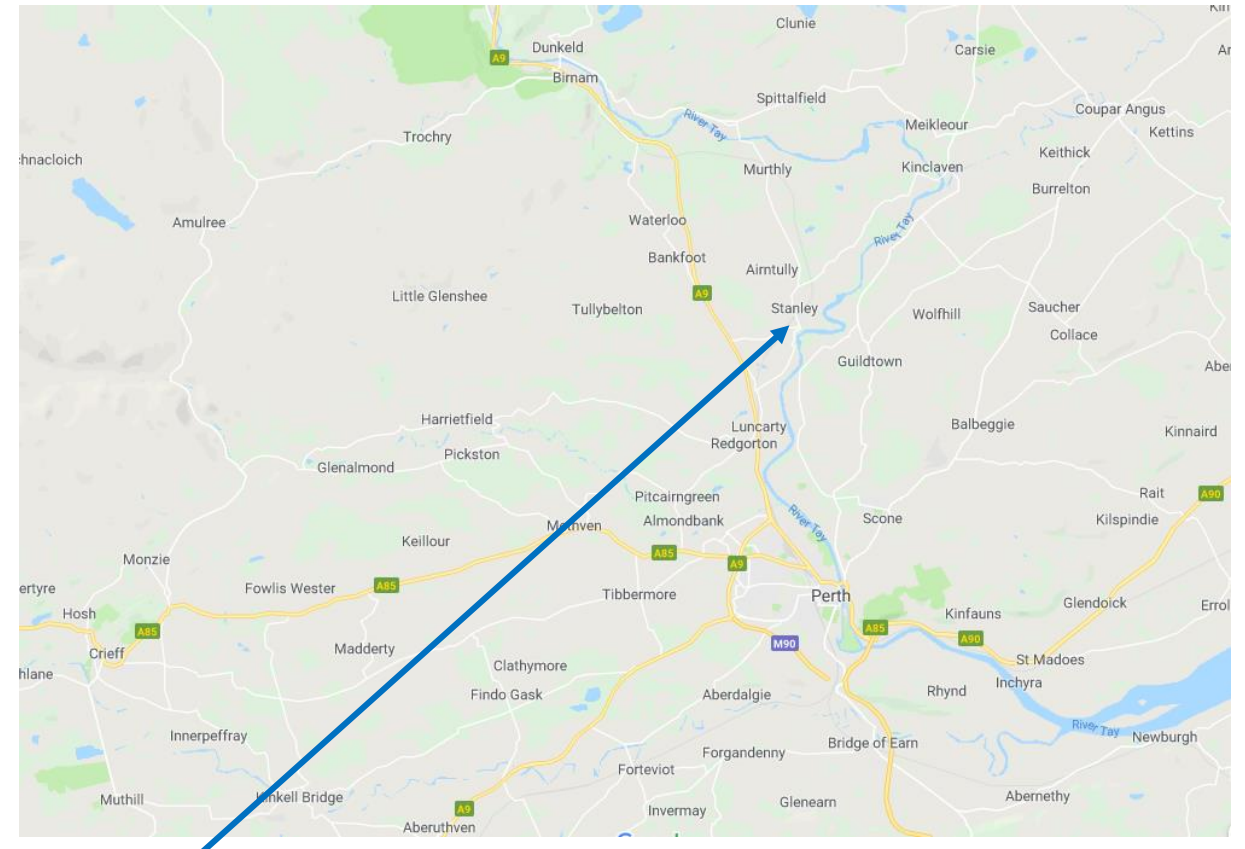 Clunie
Dunkeld
Carsie
A9
Birnam
Spittalfield
Coupar Angus
River Tay
Meikleour
Kettins
Trochry
Keithick
Murthly
Kinclaven
Burrelton
Amulree
Waterloo
River Tay
Bankfoot
Airntully
Little Glenshee
A9
Tullybelton
Stanley
Wolfhill
Saucher
Collace
Guildtown
Harrietfield
Luncarty
Redgorton
Balbeggie
Kinnaird
Pickston
Glenalmond
Pitcairngreen
Rait
A90
Methven
Almondbank
River Tay
Scone
Kilspindie
Keillour
A85
Monzie
A9
ertyre
Fowlis Wester
A85
Tibbermore
Perth
Glendoick
Errol
Hosh
Kinfauns
A85
A85
A90
Crieff
Madderty
M90
hlane
Clathymore
St Madoes
Findo Gask
Aberdalgie
Rhynd
Inchyra
Innerpeffray
River Tay
Newburgh
Forgandenny
Bridge of Earn
Forteviot
Muthill
Kinkell Bridge
Glenearn
Abernethy
A9
Invermay
Aberuthven